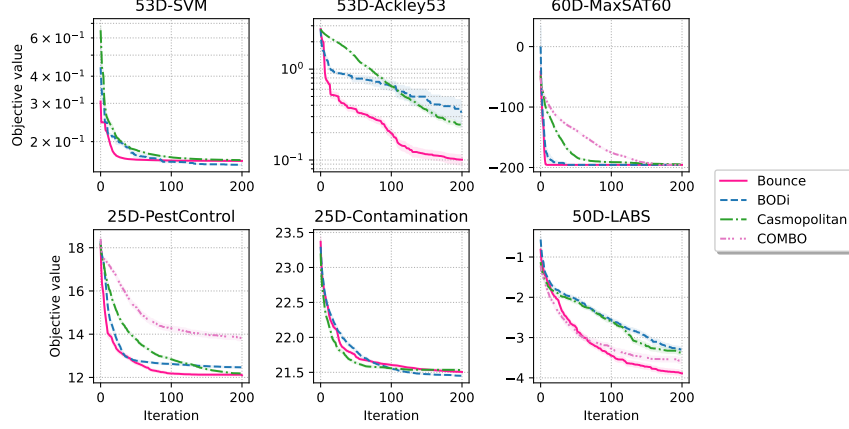 53D-SVM
53D-Ackley53
60D-MaxSAT60
Objective value
6 × 10⁻¹
4 × 10⁻¹
3 × 10⁻¹
2 × 10⁻¹
0
100
200
10⁰
10⁻¹
0
100
200
0
−100
−200
0
100
200
Bounce
BODi
Casmopolitan
COMBO
25D-PestControl
25D-Contamination
50D-LABS
Objective value
18
16
14
12
0
100
200
Iteration
23.5
23.0
22.5
22.0
21.5
0
100
200
Iteration
−1
−2
−3
−4
0
100
200
Iteration